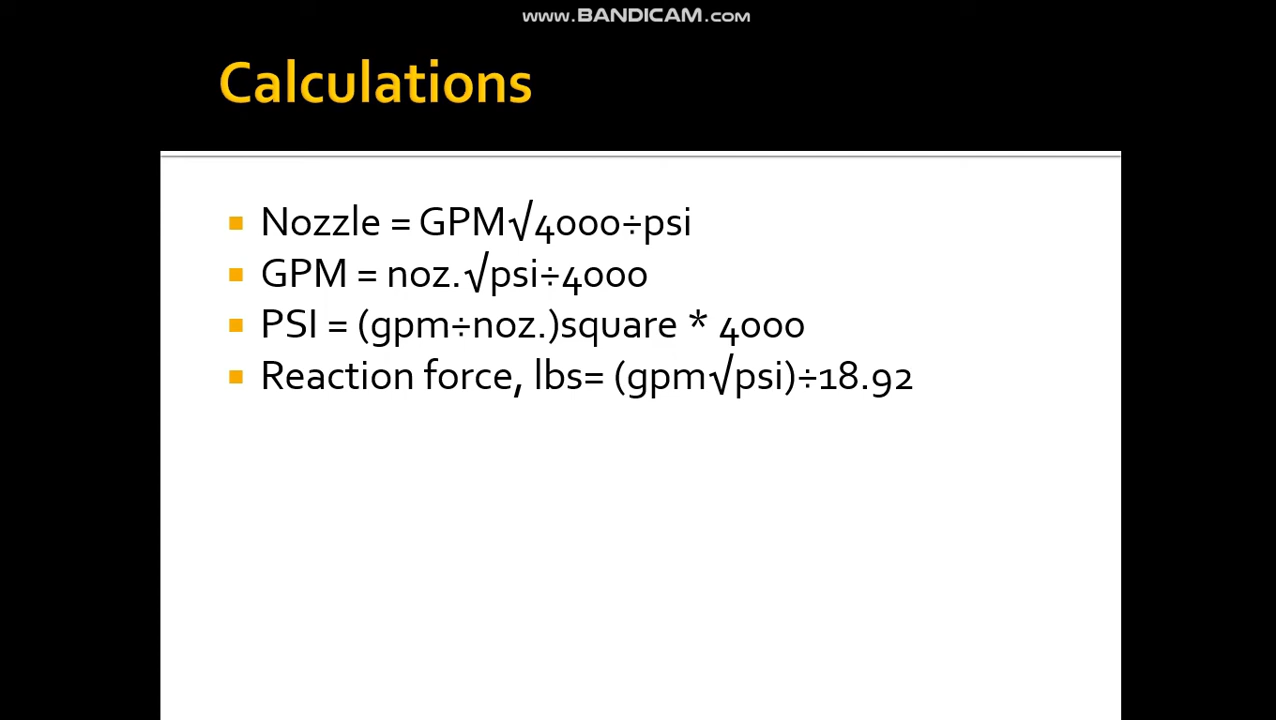 www.BANDICAM.com
Calculations
Nozzle = GPM√4000÷psi
GPM = noz.√psi÷4000
PSI = (gpm÷noz.)square * 4000
Reaction force, lbs= (gpm√psi)÷18.92